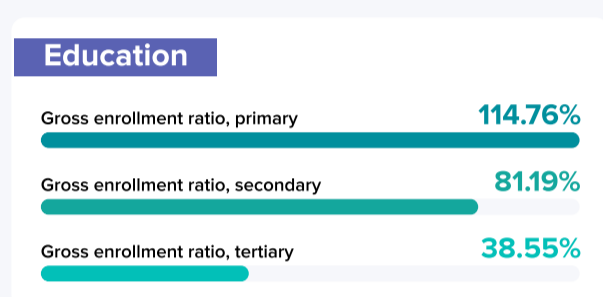 Education
Gross enrollment ratio, primary 114.76%
Gross enrollment ratio, secondary 81.19%
Gross enrollment ratio, tertiary 38.55%